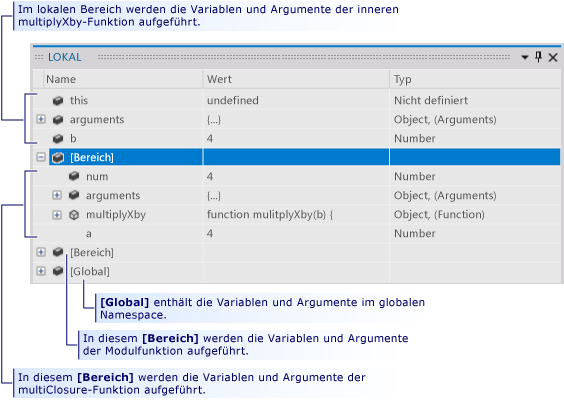 Im lokalen Bereich werden die Variablen und Argumente der inneren
multiplyXby-Funktion aufgeführt.
LOKAL
Name Wert Typ
this undefined Nicht definiert
arguments {...} Object, (Arguments)
b 4 Number
[Bereich]
num 4 Number
arguments {...} Object, (Arguments)
multiplyXby function mulitplyXby(b) { Object, (Function)
a 4 Number
[Bereich]
[Global]
[Global] enthält die Variablen und Argumente im globalen
Namespace.
In diesem [Bereich] werden die Variablen und Argumente
der Modulfunktion aufgeführt.
In diesem [Bereich] werden die Variablen und Argumente der
multiClosure-Funktion aufgeführt.